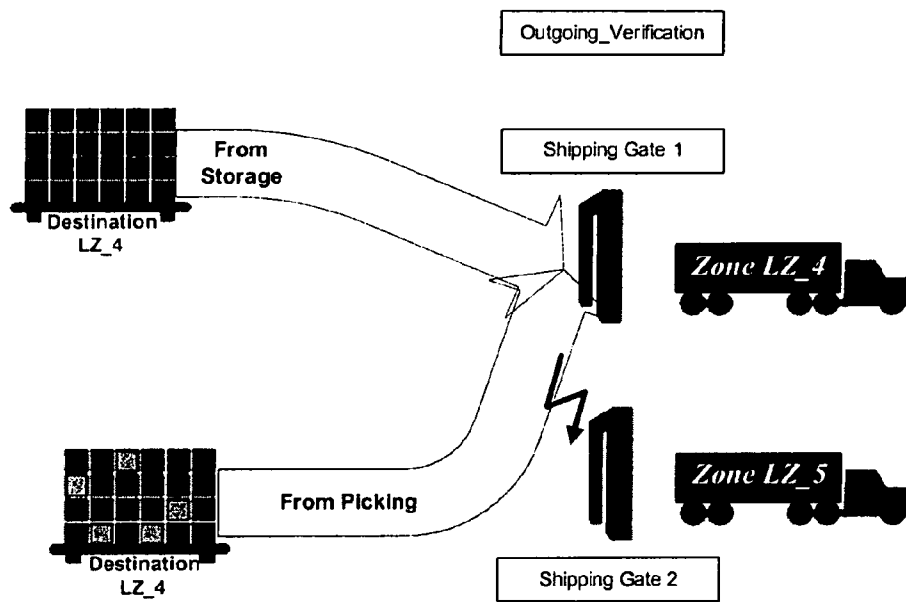 Outgoing_Verification
Shipping Gate 1
From
Storage
Destination
LZ_4
Zone LZ_4
From Picking
Zone LZ_5
Destination
LZ_4
Shipping Gate 2